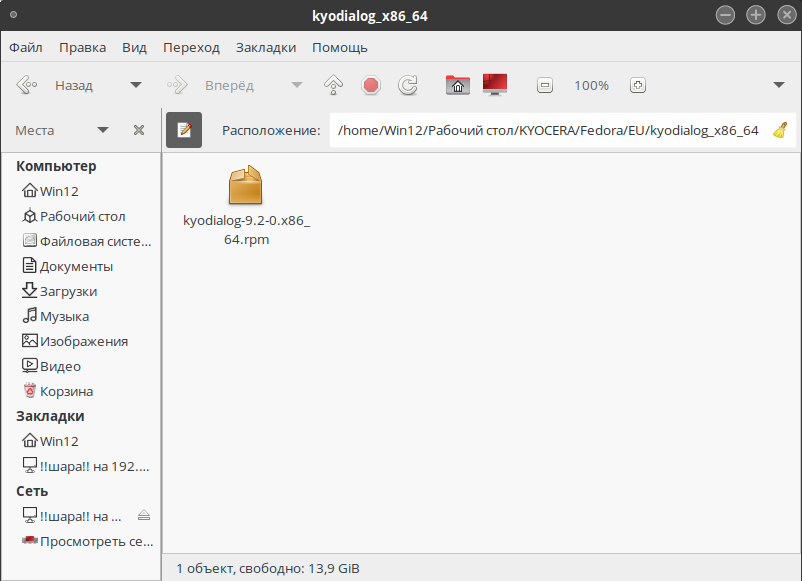 kyodialog_x86_64
Файл Правка Вид Переход Закладки Помощь
Назад Вперёд 100%
Места Расположение: /home/Win12/Рабочий стол/KYOCERA/Fedora/EU/kyodialog_x86_64
Компьютер
Win12
Рабочий стол
Файловая систе...
Документы
Загрузки
Музыка
Изображения
Видео
Корзина
Закладки
Win12
!!шара!! на 192....
Сеть
!!шара!! на ...
Просмотреть се...
kyodialog-9.2-0.x86_
64.rpm
1 объект, свободно: 13,9 GiB